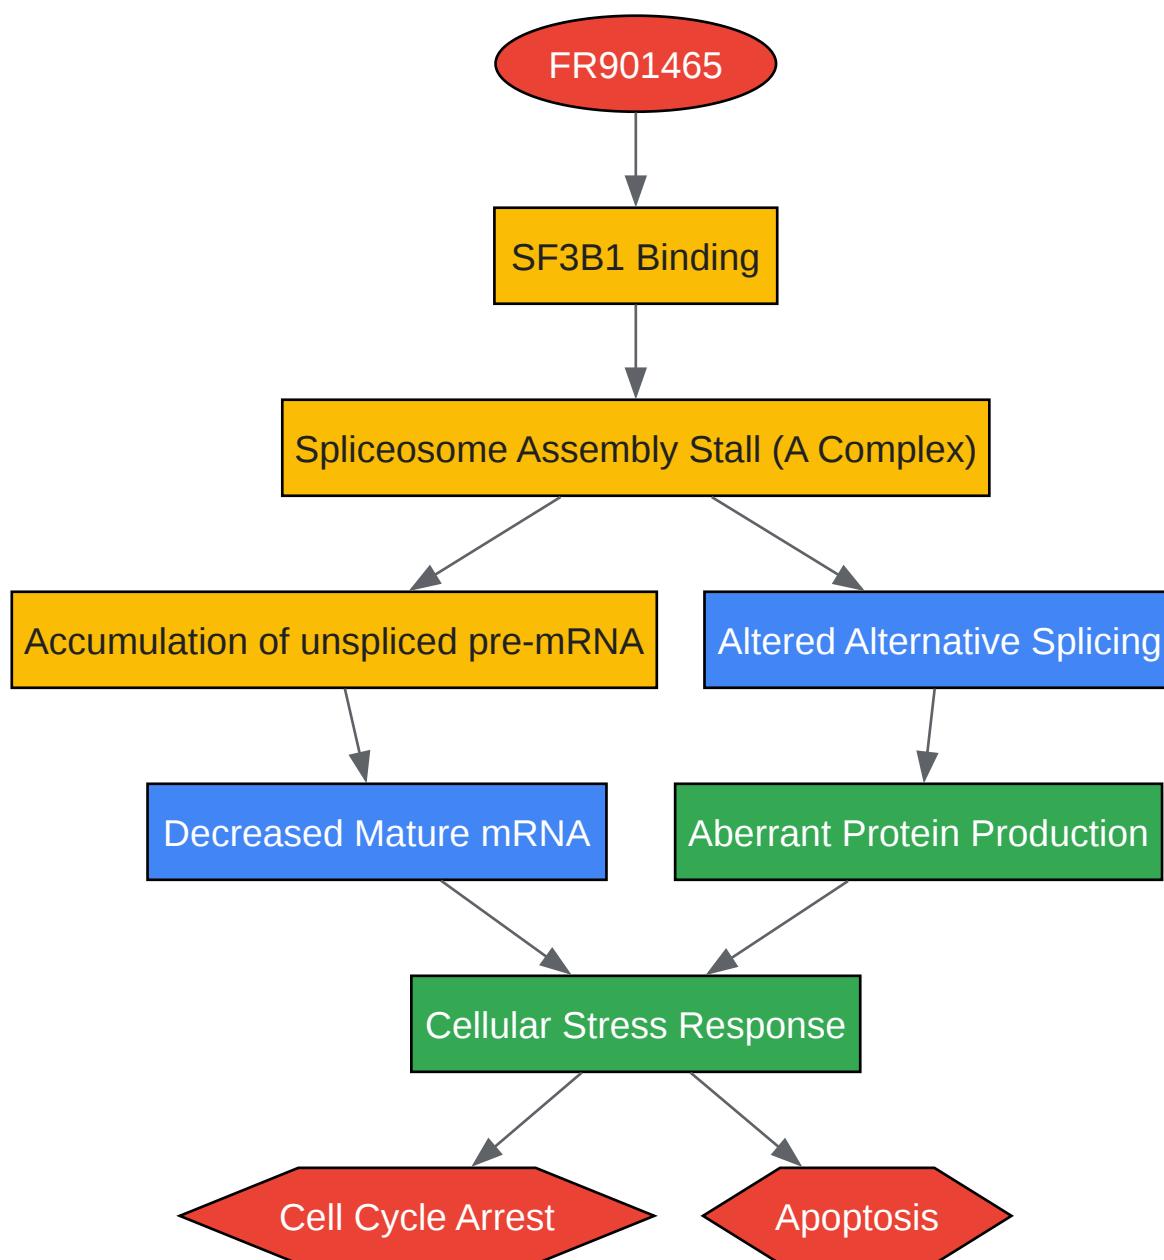 FR901465
SF3B1 Binding
Spliceosome Assembly Stall (A Complex)
Accumulation of unspliced pre-mRNA
Altered Alternative Splicing
Decreased Mature mRNA
Aberrant Protein Production
Cellular Stress Response
Cell Cycle Arrest
Apoptosis